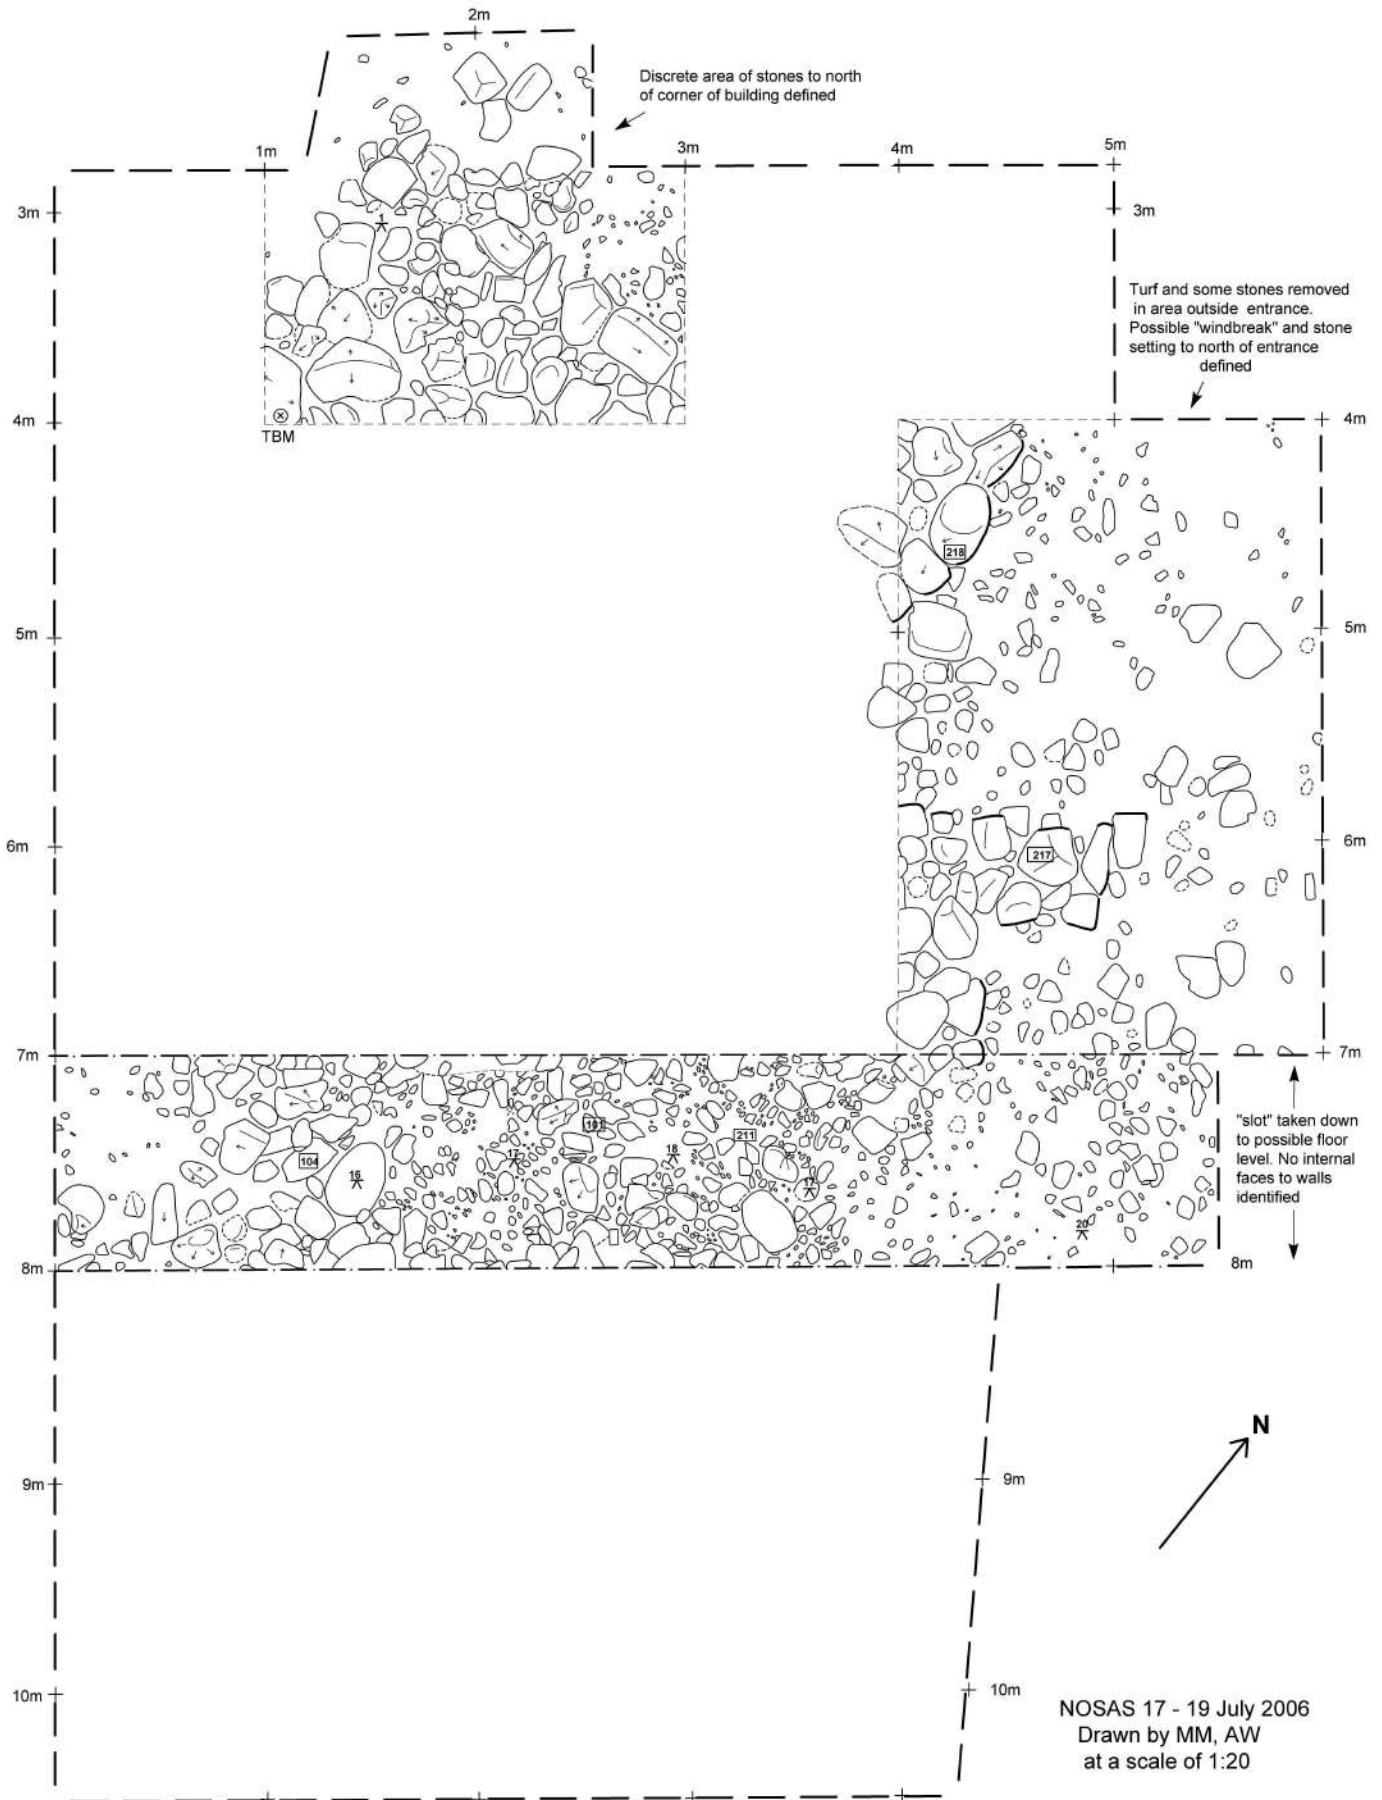 2m
Discrete area of stones to north
of corner of building defined
1m
3m
4m
5m
3m
3m
1
Turf and some stones removed
in area outside entrance.
Possible "windbreak" and stone
setting to north of entrance
defined
4m
TBM
4m
218
5m
5m
6m
217
6m
7m
7m
"slot" taken down
to possible floor
level. No internal
faces to walls
identified
101
211
104
17
18
16
17
20
8m
8m
N
9m
9m
10m
10m
NOSAS 17 - 19 July 2006
Drawn by MM, AW
at a scale of 1:20